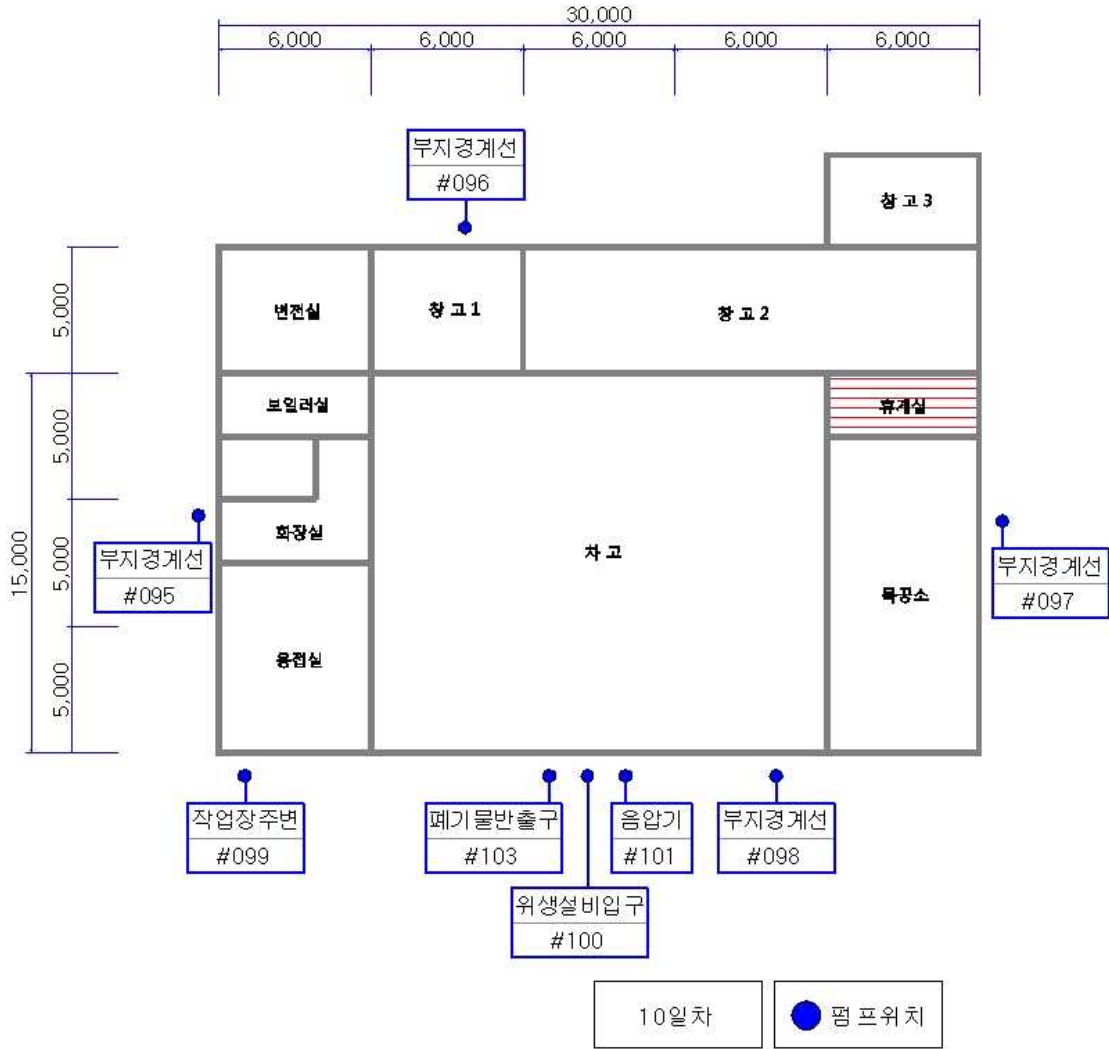 30,000
6,000
6,000
6,000
6,000
6,000
부지경계선
#096
창고3
5,000
변전실
창고1
창고2
보일러실
휴게실
5,000
15,000
5,000
화장실
차고
목공소
부지경계선
#095
부지경계선
#097
용접실
5,000
작업장주변
#099
폐기물반출구
#103
음압기
#101
부지경계선
#098
위생설비입구
#100
10일차
펌프위치